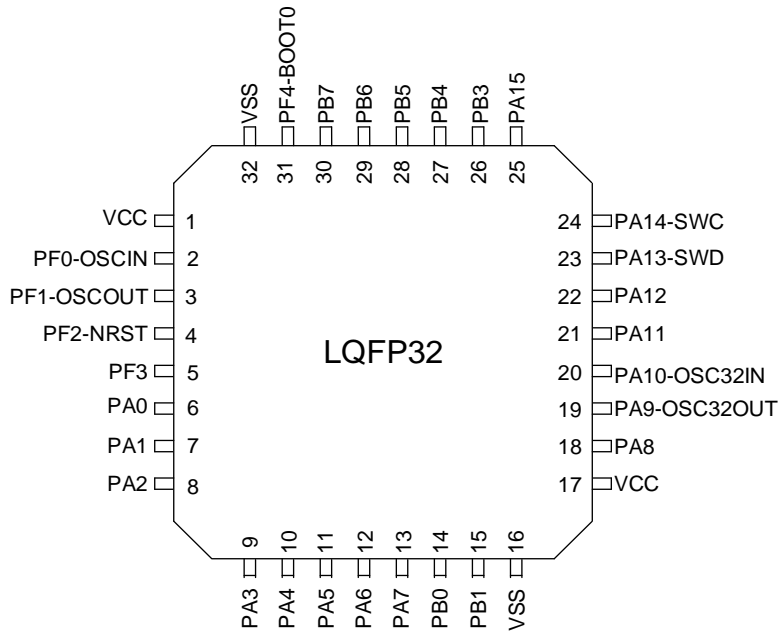 VSS
PF4-BOOT0
PB7
PB6
PB5
PB4
PB3
PA15
32
31
30
29
28
27
26
25
VCC 1
PF0-OSCIN 2
PF1-OSCOUT 3
PF2-NRST 4
PF3 5
PA0 6
PA1 7
PA2 8
LQFP32
24 PA14-SWC
23 PA13-SWD
22 PA12
21 PA11
20 PA10-OSC32IN
19 PA9-OSC32OUT
18 PA8
17 VCC
9
10
11
12
13
14
15
16
PA3
PA4
PA5
PA6
PA7
PB0
PB1
VSS